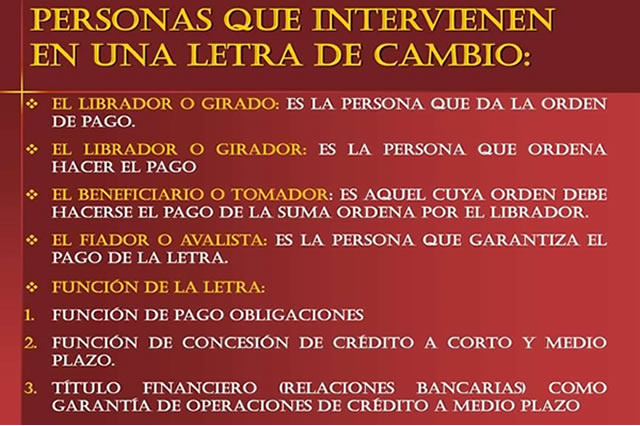 PERSONAS QUE INTERVIENEN
EN UNA LETRA DE CAMBIO:
❖ EL LIBRADOR O GIRADO: ES LA PERSONA QUE DA LA ORDEN
DE PAGO.
❖ EL LIBRADOR O GIRADOR: ES LA PERSONA QUE ORDENA
HACER EL PAGO
❖ EL BENEFICIARIO O TOMADOR: ES AQUEL CUYA ORDEN DEBE
HACERSE EL PAGO DE LA SUMA ORDENA POR EL LIBRADOR.
❖ EL FIADOR O AVALISTA: ES LA PERSONA QUE GARANTIZA EL
PAGO DE LA LETRA.
❖ FUNCIÓN DE LA LETRA:
1. FUNCIÓN DE PAGO OBLIGACIONES
2. FUNCIÓN DE CONCESIÓN DE CRÉDITO A CORTO Y MEDIO
PLAZO.
3. TÍTULO FINANCIERO (RELACIONES BANCARIAS) COMO
GARANTÍA DE OPERACIONES DE CRÉDITO A MEDIO PLAZO